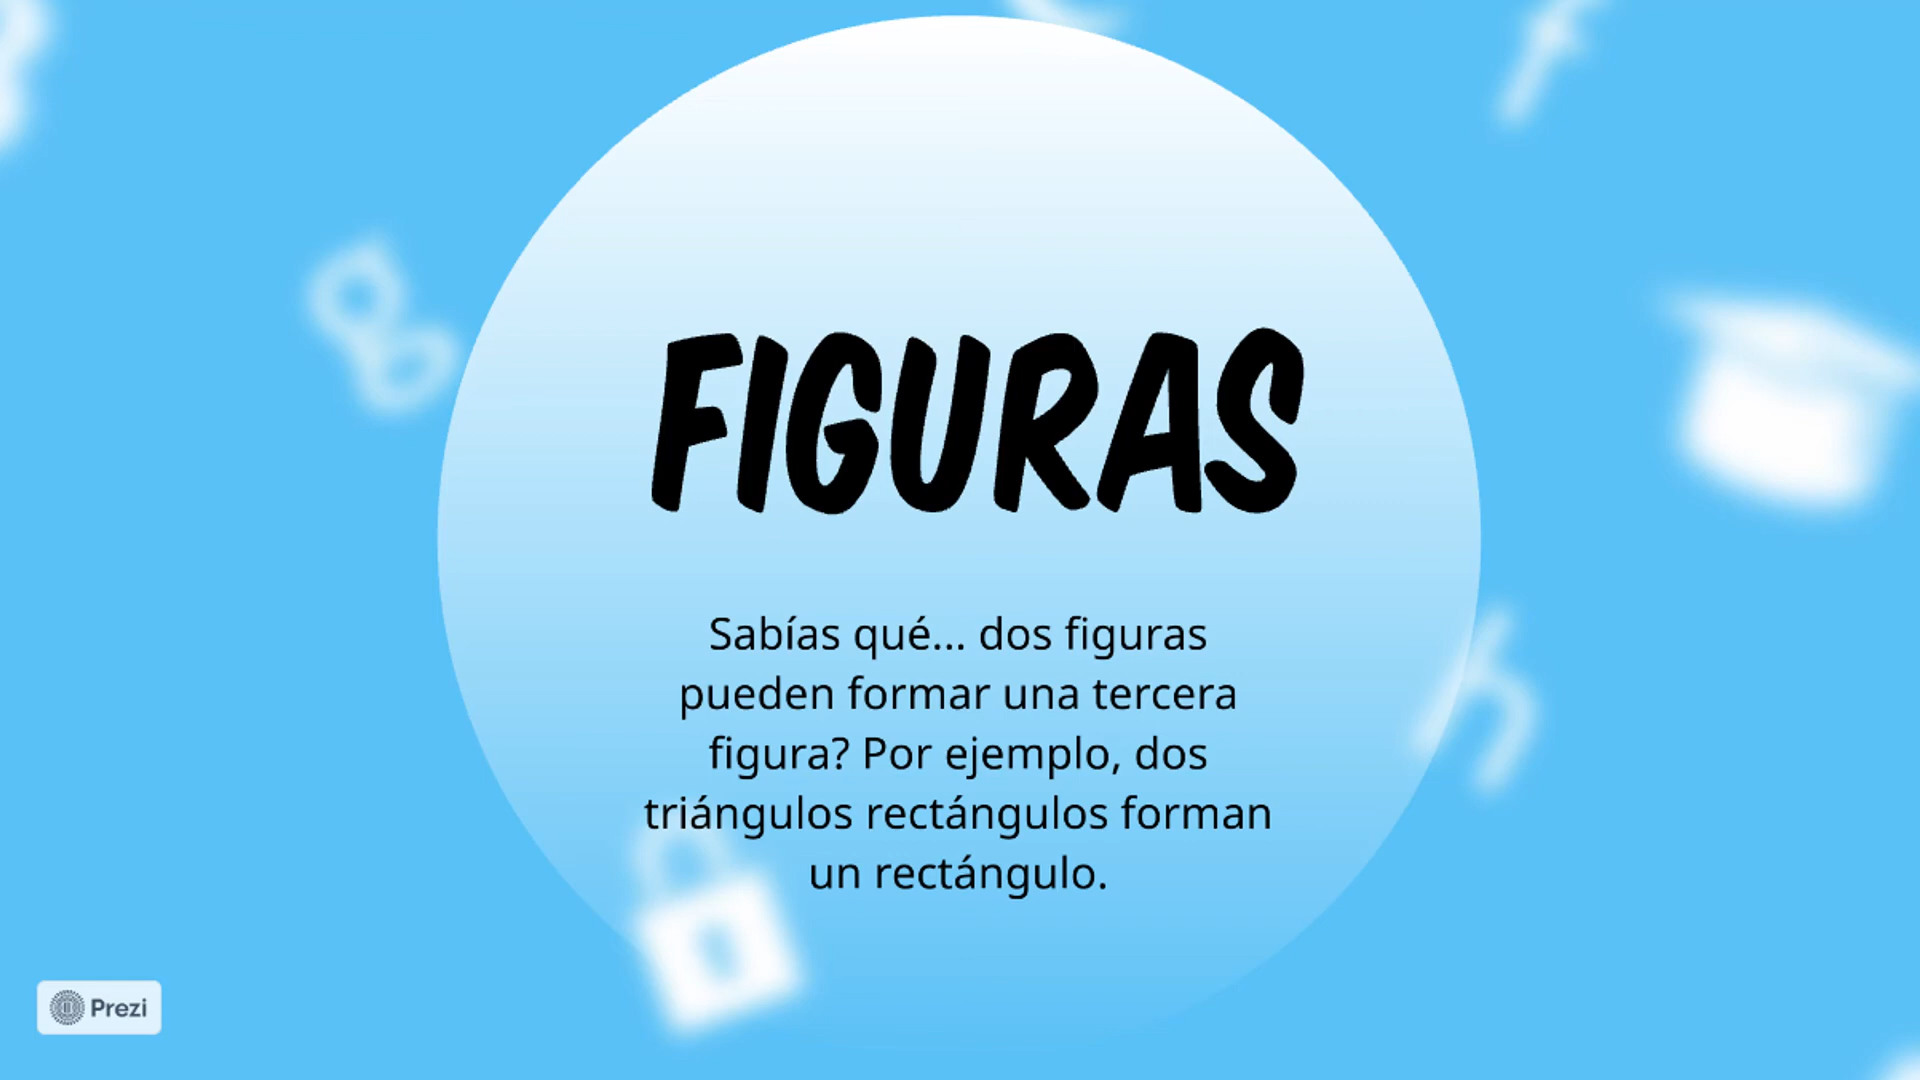 FIGURAS
Sabías qué... dos figuras
pueden formar una tercera
figura? Por ejemplo, dos
triángulos rectángulos forman
un rectángulo.
Prezi